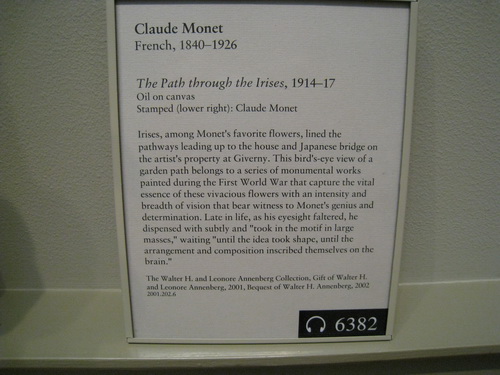 Claude Monet
French, 1840–1926
The Path through the Irises, 1914–17
Oil on canvas
Stamped (lower right): Claude Monet
Irises, among Monet's favorite flowers, lined the
pathways leading up to the house and Japanese bridge on
the artist's property at Giverny. This bird's-eye view of a
garden path belongs to a series of monumental works
painted during the First World War that capture the vital
essence of these vivacious flowers with an intensity and
breadth of vision that bear witness to Monet's genius and
determination. Late in life, as his eyesight faltered, he
dispensed with subtly and "took in the motif in large
masses," waiting "until the idea took shape, until the
arrangement and composition inscribed themselves on the
brain."
The Walter H. and Leonore Annenberg Collection, Gift of Walter H.
and Leonore Annenberg, 2001, Bequest of Walter H. Annenberg, 2002
2001.202.6
6382